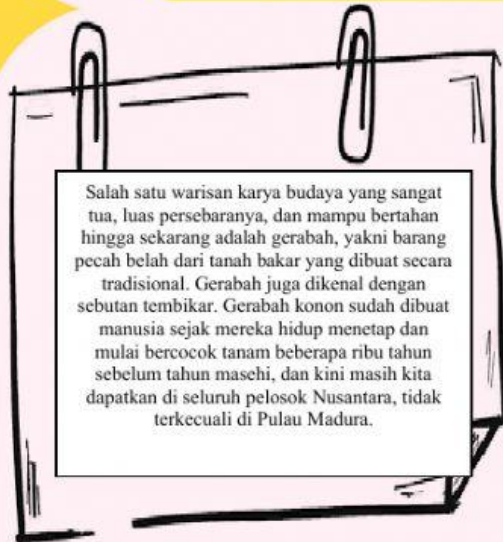 Salah satu warisan karya budaya yang sangat
tua, luas persebaranya, dan mampu bertahan
hingga sekarang adalah gerabah, yakni barang
pecah belah dari tanah bakar yang dibuat secara
tradisional. Gerabah juga dikenal dengan
sebutan tembikar. Gerabah konon sudah dibuat
manusia sejak mereka hidup menetap dan
mulai bercocok tanam beberapa ribu tahun
sebelum tahun masehi, dan kini masih kita
dapatkan di seluruh pelosok Nusantara, tidak
terkecuali di Pulau Madura.